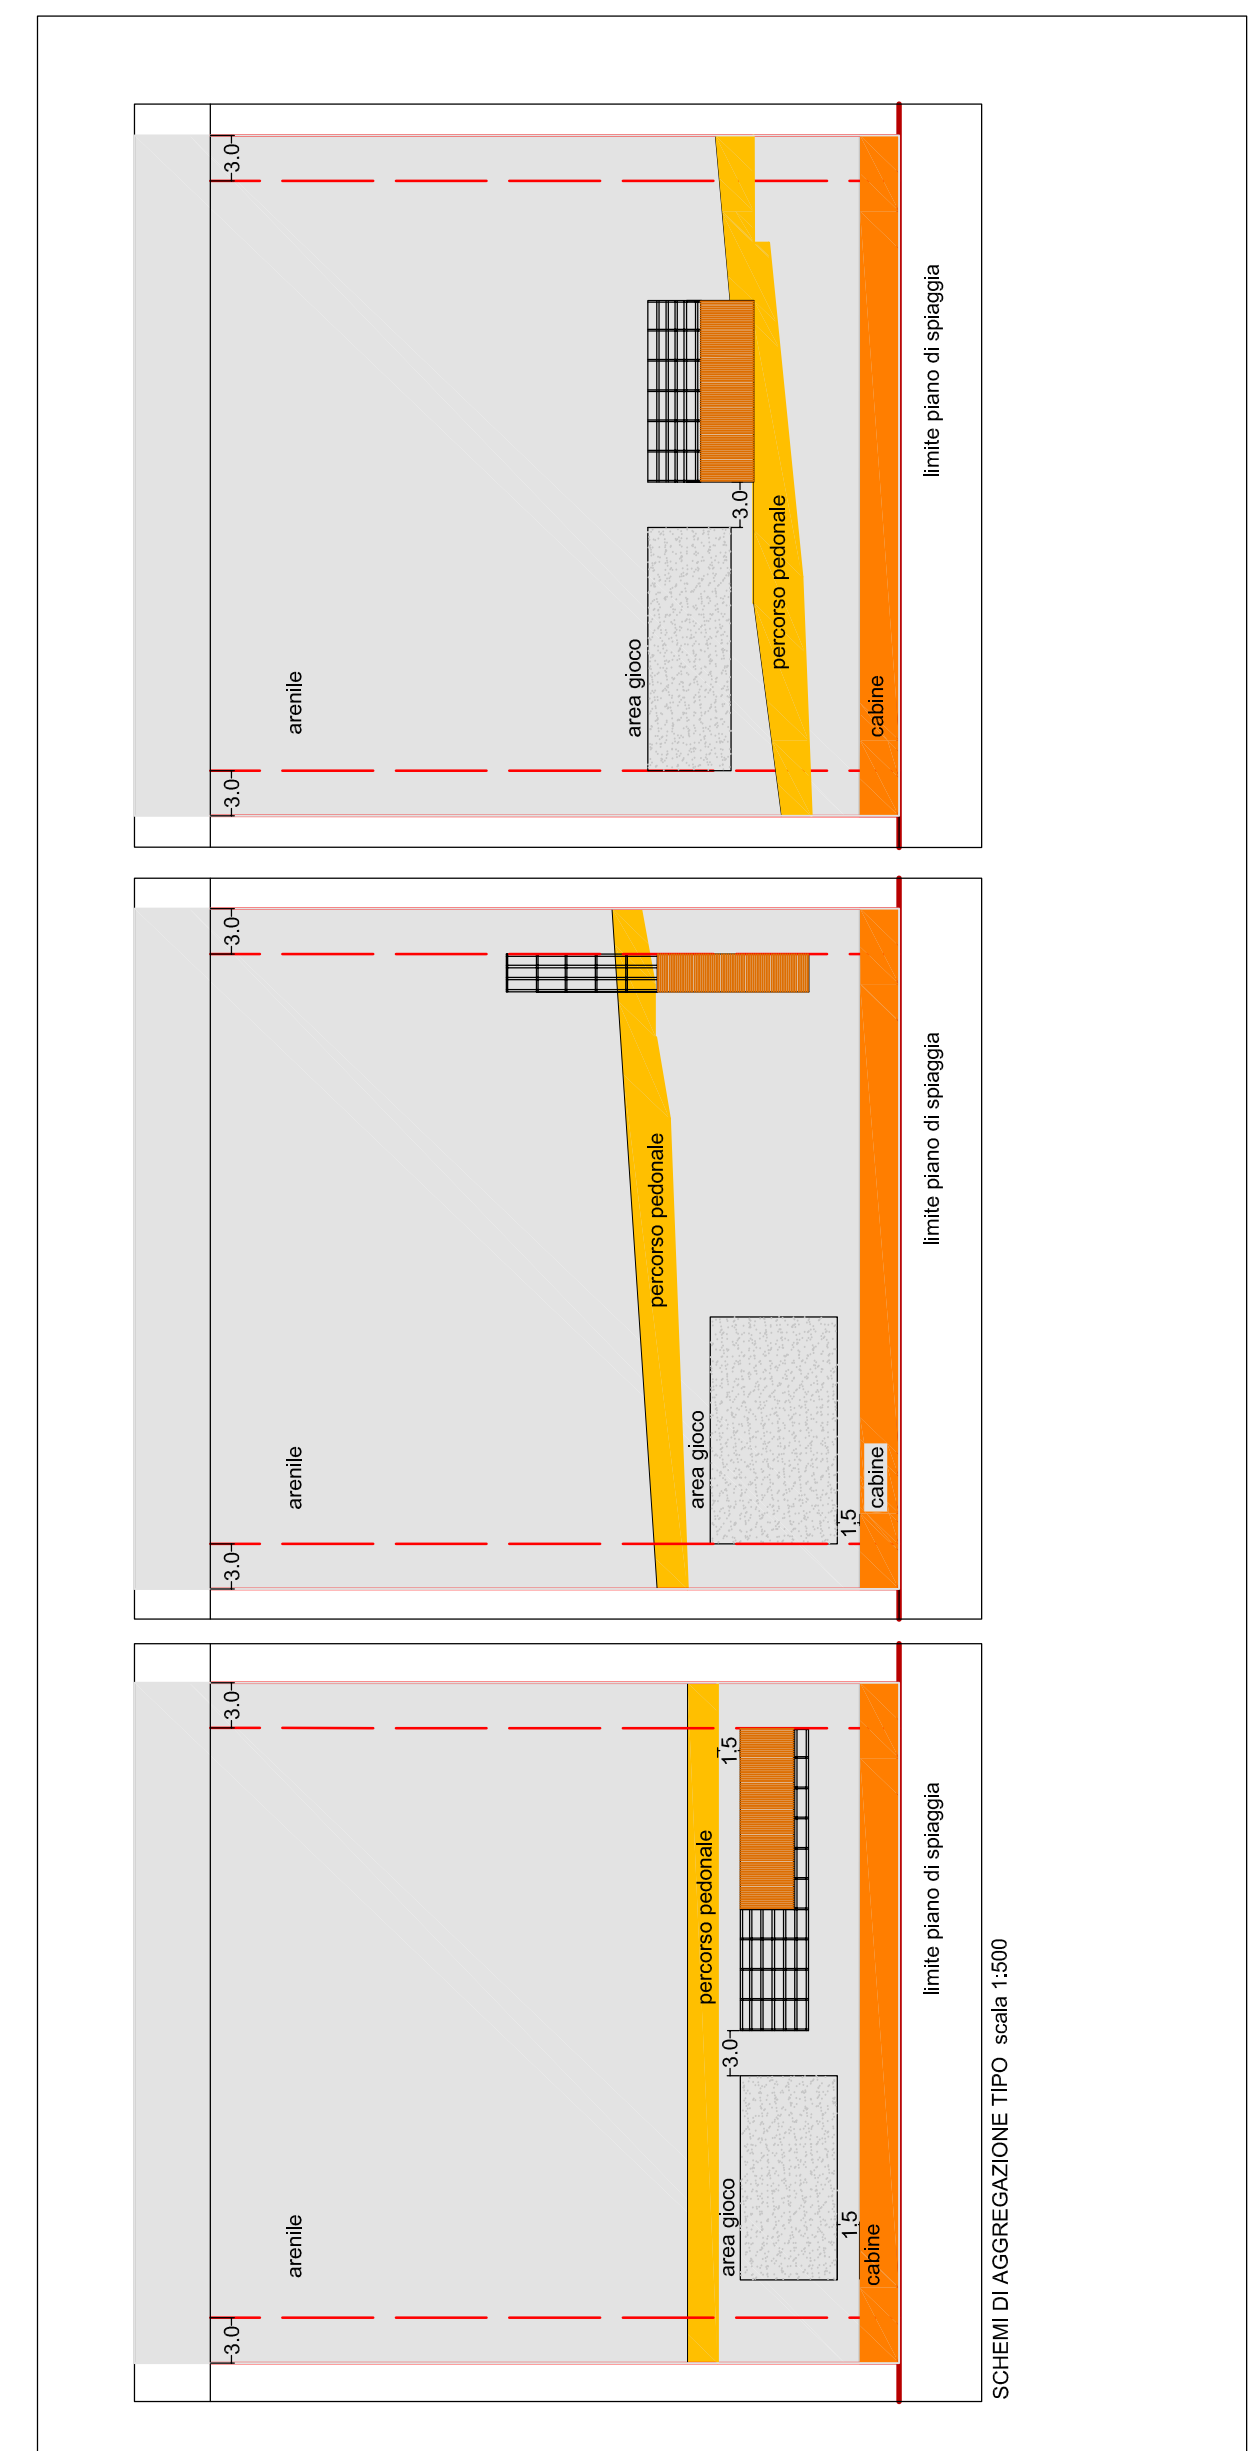 3.0
3.0
arenile
area gioco
3.0
percorso pedonale
cabine
limite piano di spiaggia
3.0
3.0
arenile
percorso pedonale
area gioco
1.5
cabine
limite piano di spiaggia
3.0
3.0
arenile
percorso pedonale
1.5
3.0
area gioco
1.5
cabine
limite piano di spiaggia
SCHEMI DI AGGREGAZIONE TIPO scala 1:500